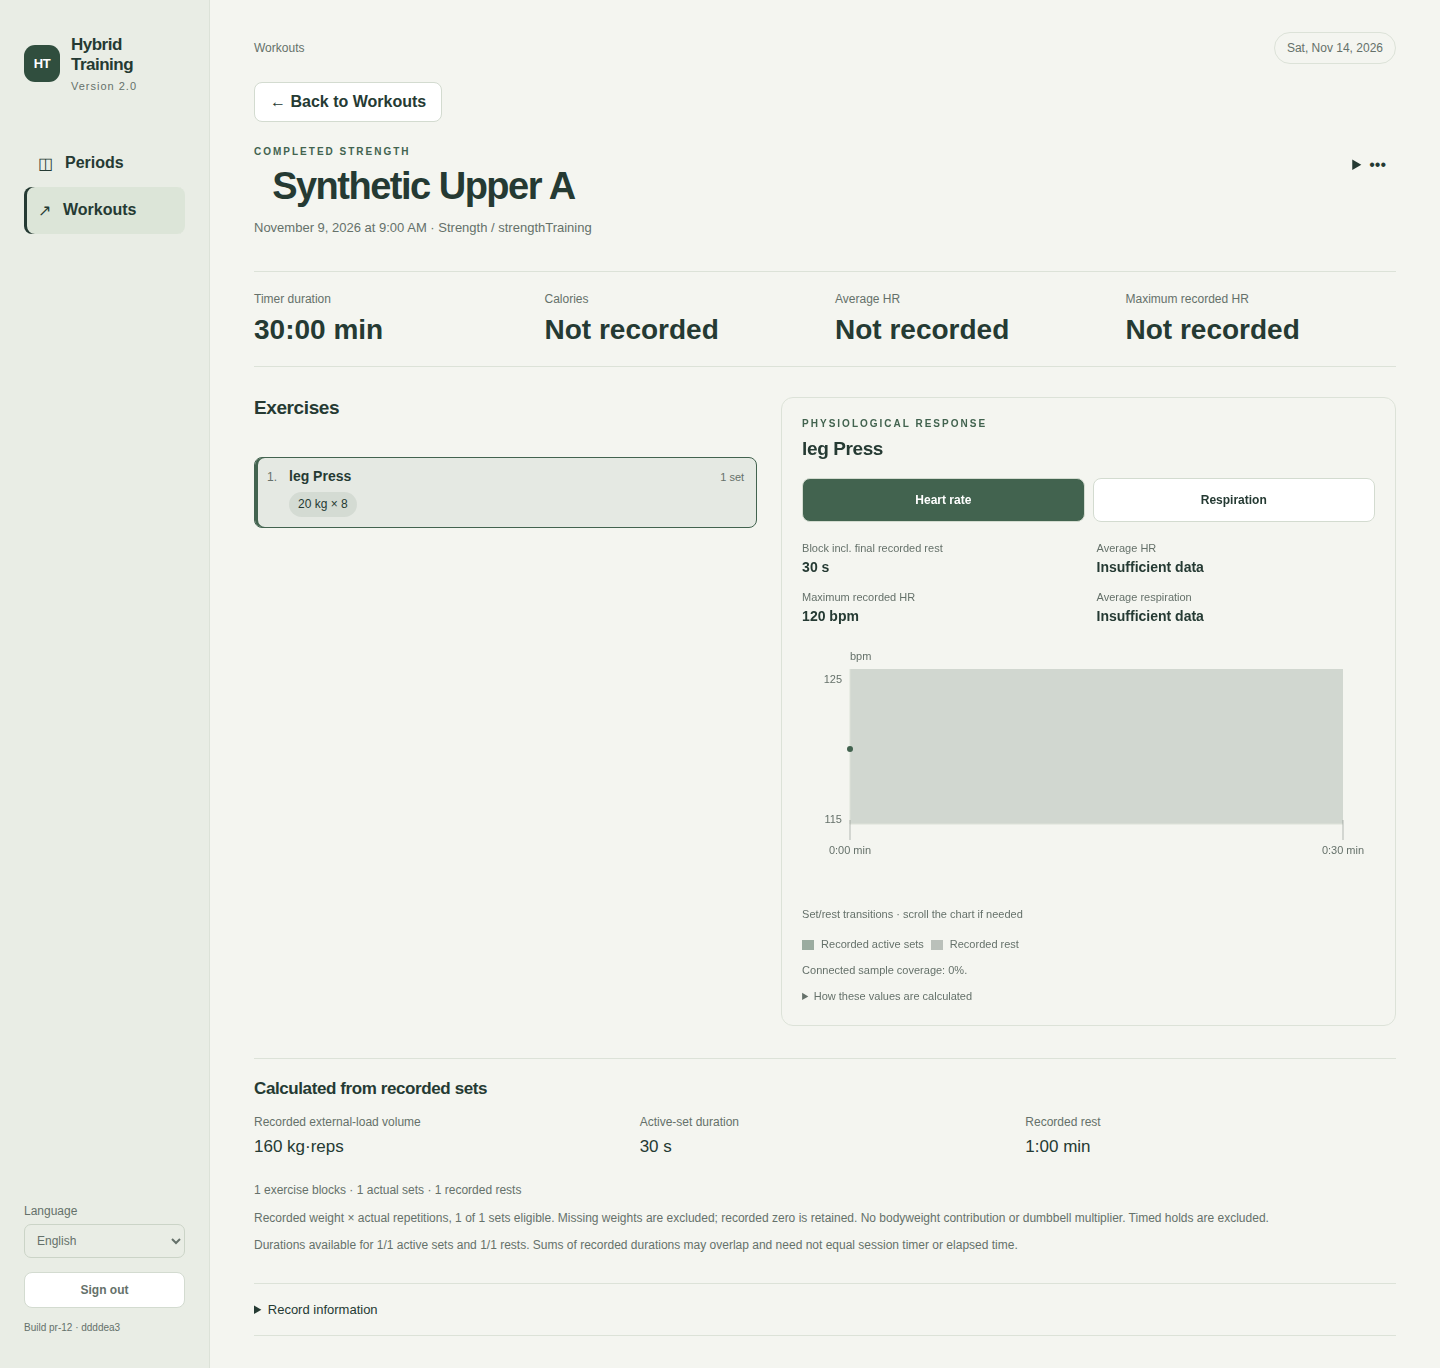 HT
Hybrid
Training
Version 2.0
Periods
Workouts
Language
English
Sign out
Build pr-12 · ddddea3
Workouts
Sat, Nov 14, 2026
← Back to Workouts
COMPLETED STRENGTH
Synthetic Upper A
November 9, 2026 at 9:00 AM · Strength / strengthTraining
Timer duration
30:00 min
Calories
Not recorded
Average HR
Not recorded
Maximum recorded HR
Not recorded
Exercises
1. leg Press 1 set
20 kg × 8
PHYSIOLOGICAL RESPONSE
leg Press
Heart rate
Respiration
Block incl. final recorded rest
30 s
Average HR
Insufficient data
Maximum recorded HR
120 bpm
Average respiration
Insufficient data
bpm
125
115
0:00 min
0:30 min
Set/rest transitions · scroll the chart if needed
Recorded active sets Recorded rest
Connected sample coverage: 0%.
How these values are calculated
Calculated from recorded sets
Recorded external-load volume
160 kg·reps
Active-set duration
30 s
Recorded rest
1:00 min
1 exercise blocks · 1 actual sets · 1 recorded rests
Recorded weight × actual repetitions, 1 of 1 sets eligible. Missing weights are excluded; recorded zero is retained. No bodyweight contribution or dumbbell multiplier. Timed holds are excluded.
Durations available for 1/1 active sets and 1/1 rests. Sums of recorded durations may overlap and need not equal session timer or elapsed time.
Record information